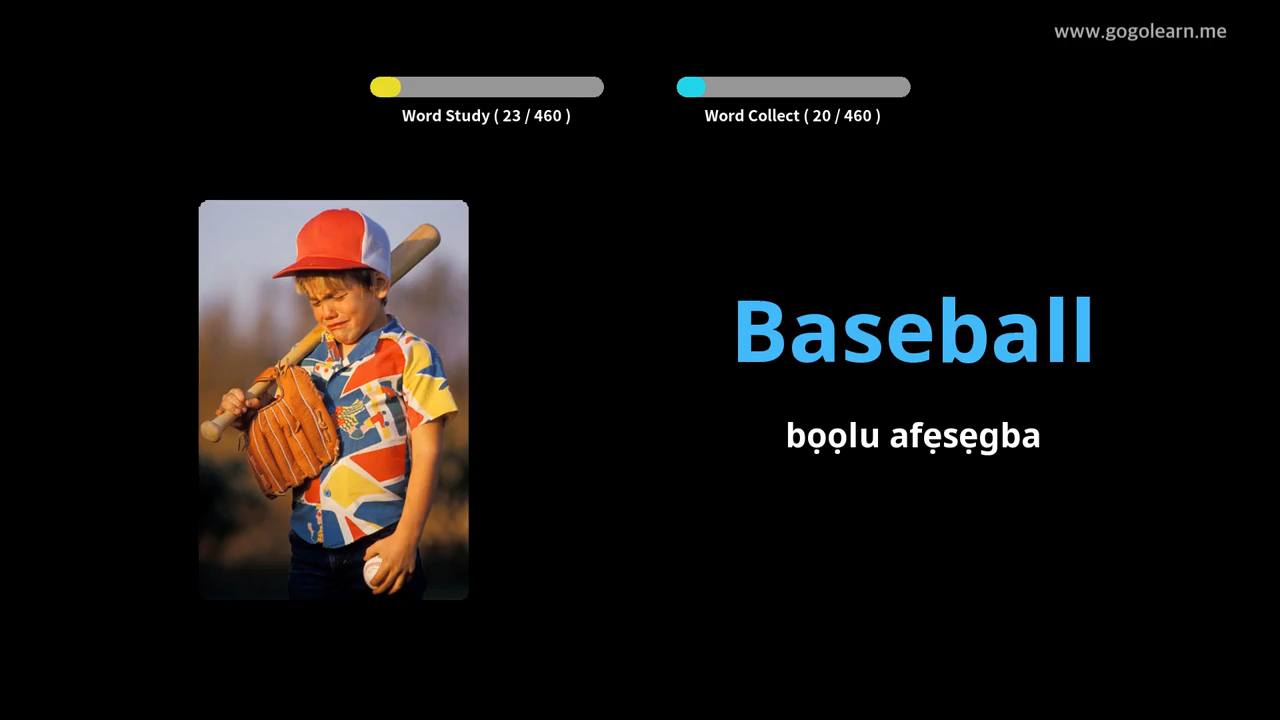 www.gogolearn.me
Word Study ( 23 / 460 )
Word Collect ( 20 / 460 )
Baseball
bọọlu afẹsẹgba